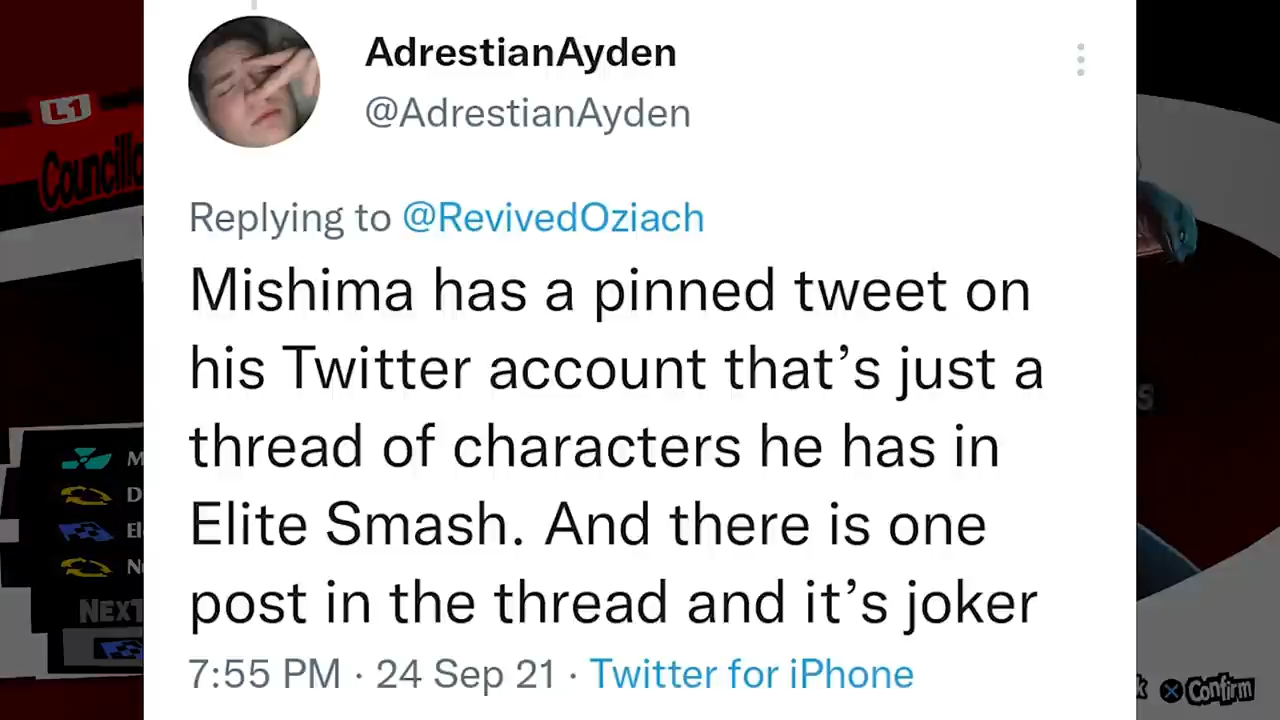 AdrestianAyden
@AdrestianAyden
L1
Replying to @RevivedOziach
Mishima has a pinned tweet on
his Twitter account that’s just a
thread of characters he has in
Elite Smash. And there is one
post in the thread and it’s joker
7:55 PM · 24 Sep 21 · Twitter for iPhone
Confirm